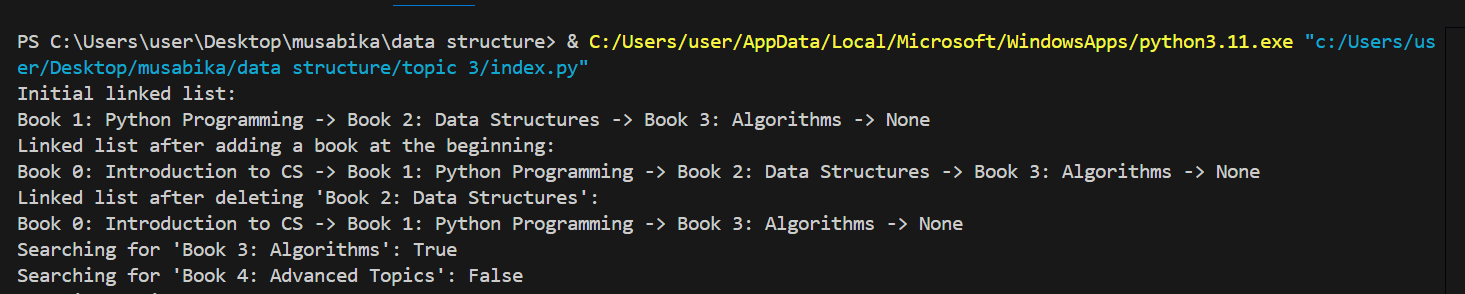 PS C:\Users\user\Desktop\musabika\data structure> & C:/Users/user/AppData/Local/Microsoft/WindowsApps/python3.11.exe "c:/Users/us
er/Desktop/musabika/data structure/topic 3/index.py"
Initial linked list:
Book 1: Python Programming -> Book 2: Data Structures -> Book 3: Algorithms -> None
Linked list after adding a book at the beginning:
Book 0: Introduction to CS -> Book 1: Python Programming -> Book 2: Data Structures -> Book 3: Algorithms -> None
Linked list after deleting 'Book 2: Data Structures':
Book 0: Introduction to CS -> Book 1: Python Programming -> Book 3: Algorithms -> None
Searching for 'Book 3: Algorithms': True
Searching for 'Book 4: Advanced Topics': False